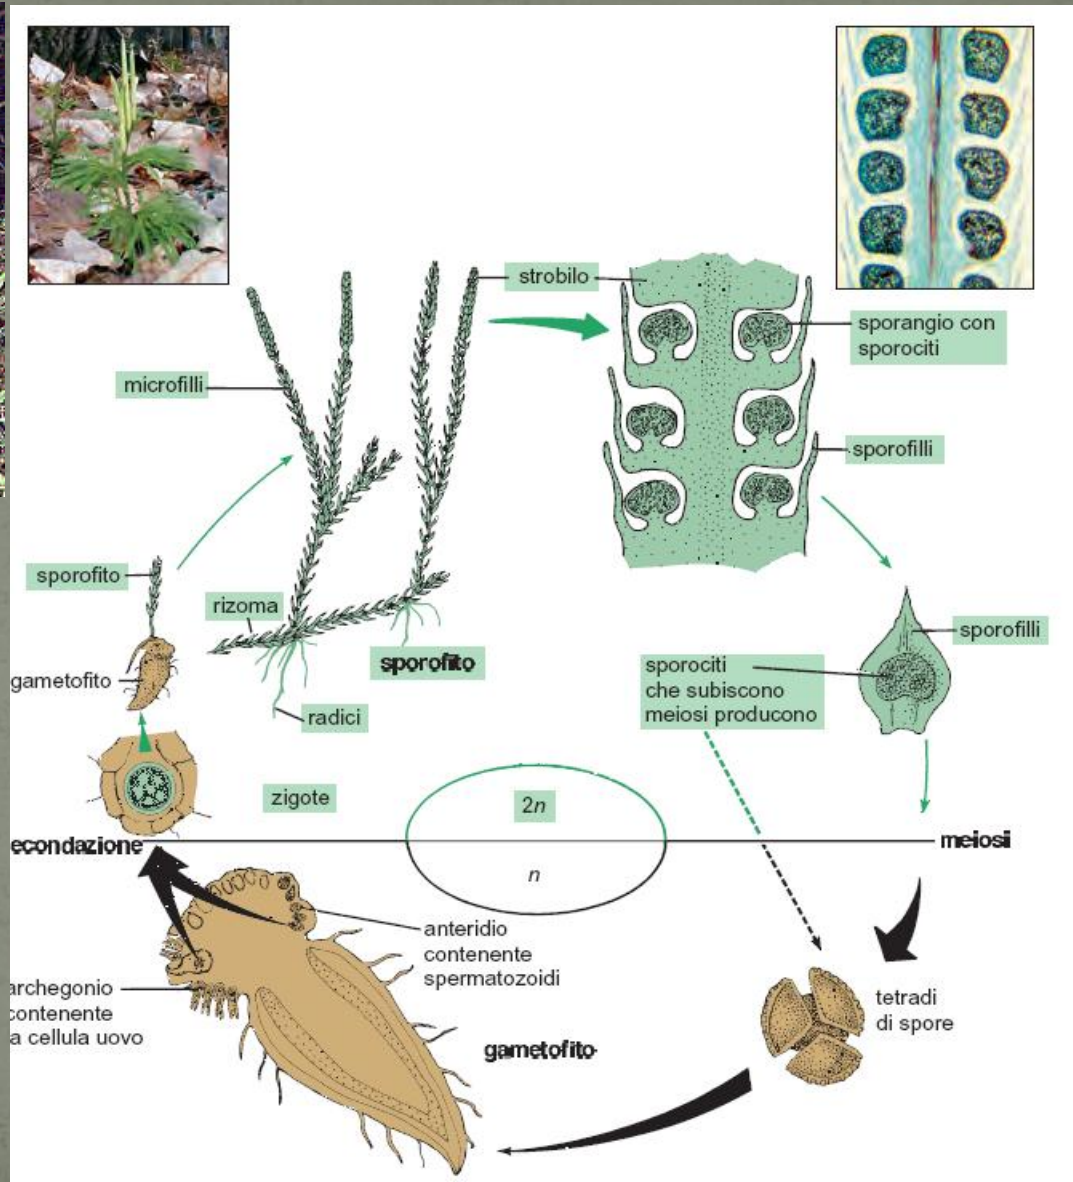 strobilo
sporangio con
sporociti
microfilli
sporofilli
sporofito
rizoma
sporofito
sporofilli
sporociti
che subiscono
meiosi producono
gametofito
radici
zigote
2n
econdazione
meiosi
n
anteridio
contenente
spermatozoidi
archegonio
contenente
a cellula uovo
tetradi
di spore
gametofito